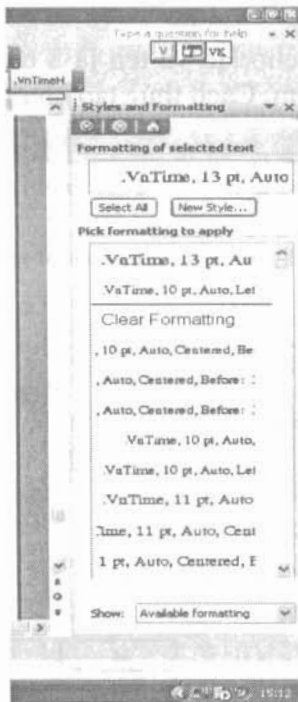 Type a question for help
V VK
.VnTimeH
Styles and Formatting
Formatting of selected text
.VnTime, 13 pt, Auto
Select All New Style...
Pick formatting to apply
.VnTime, 13 pt, Au
.VnTime, 10 pt, Auto, Let
Clear Formatting
, 10 pt, Auto, Centered, Be
, Auto, Centered, Before: 
, Auto, Centered, Before: 
.VnTime, 10 pt, Auto,
.VnTime, 10 pt, Auto, Let
.VnTime, 11 pt, Auto
Time, 11 pt, Auto, Cent
1 pt, Auto, Centered, B
Show: Available formatting
15:12